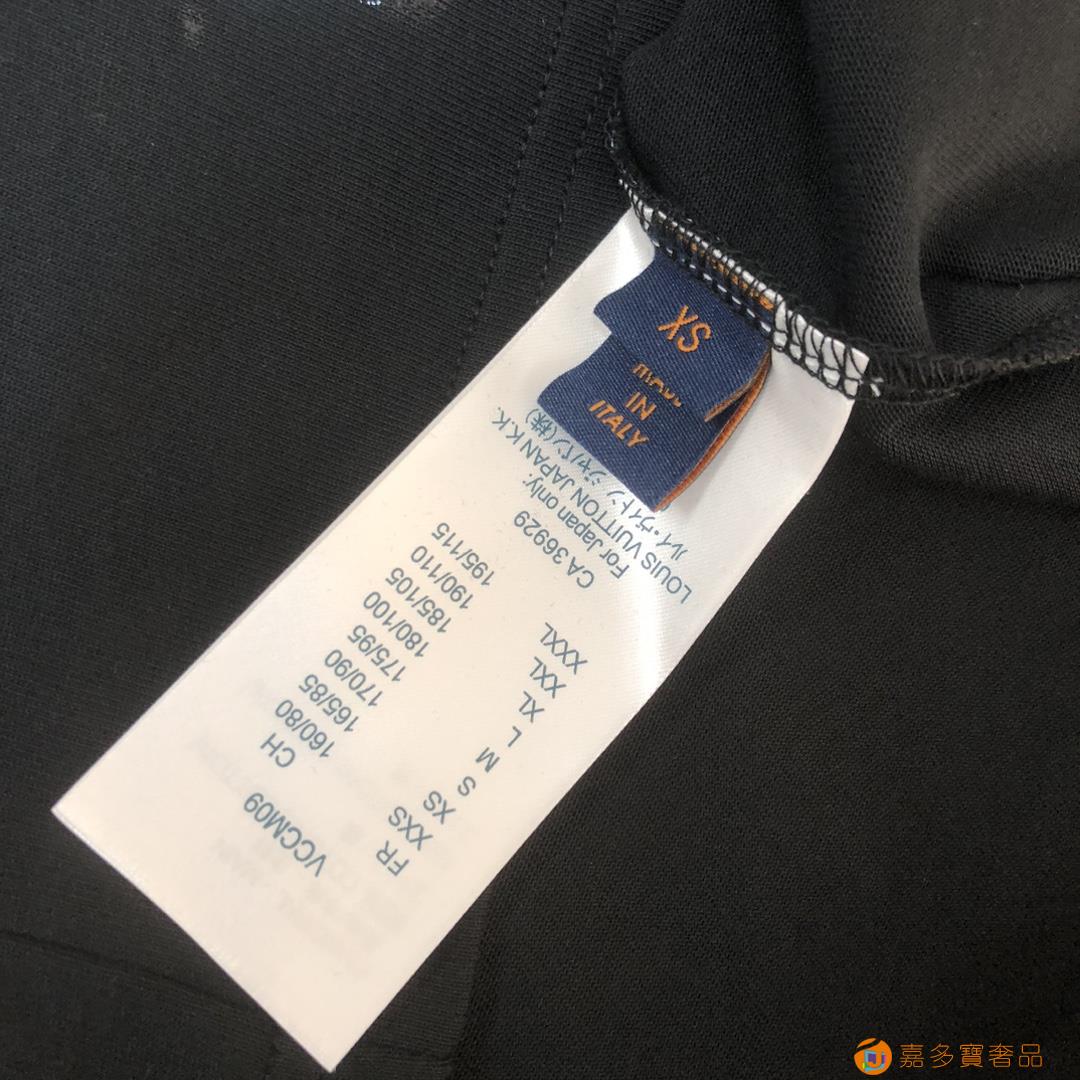 XS
MADE
IN
ITALY
VCCM09
FR CH
XXS 160/80
XS 165/85
S 170/90
M 175/95
L 180/100
XL 185/105
XXL 190/110
XXXL 195/115
CA 36929
For Japan only:
LOUIS VUITTON JAPAN K.K.
ルイ・ヴィトン ジャパン(株)
嘉多寶奢品